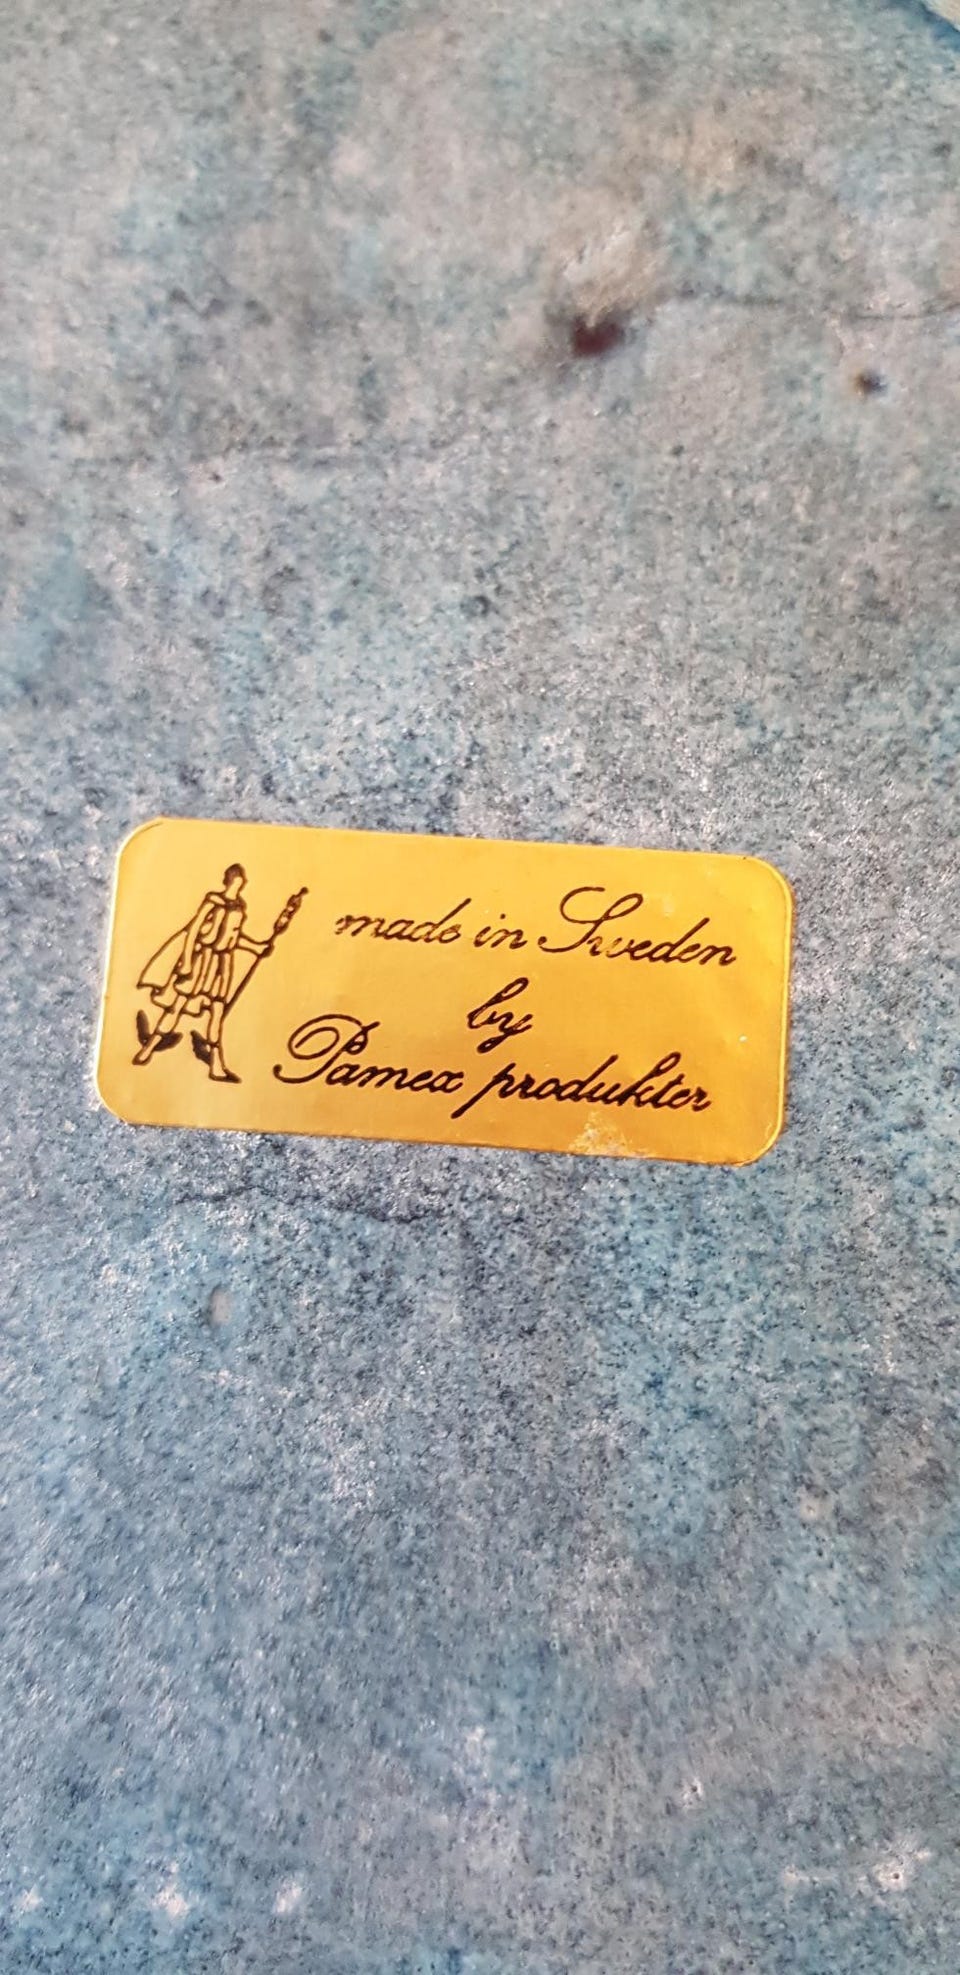 made in Sweden
by
Pamex produkter